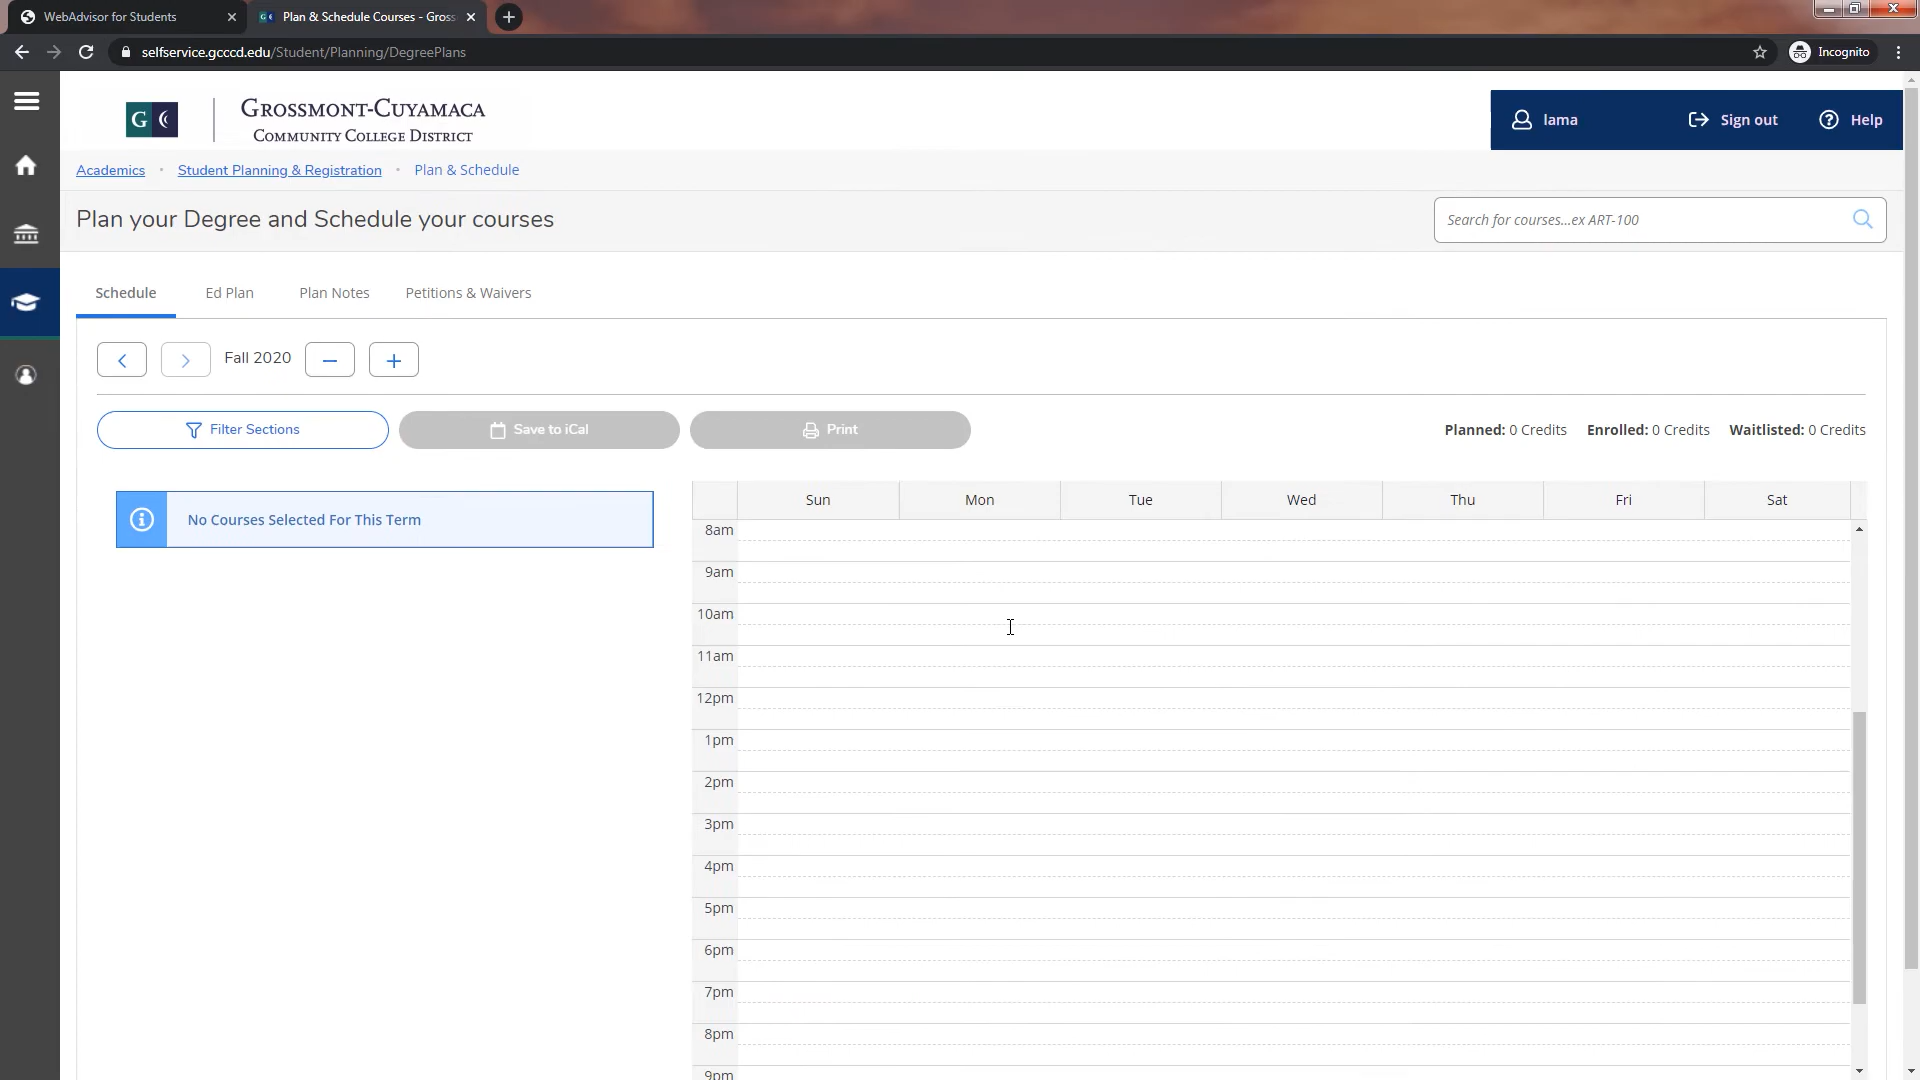 WebAdvisor for Students
Plan & Schedule Courses - Gross
selfservice.gcccd.edu/Student/Planning/DegreePlans
Incognito
G C
GROSSMONT-CUYAMACA
COMMUNITY COLLEGE DISTRICT
lama
Sign out
Help
Academics · Student Planning & Registration · Plan & Schedule
Plan your Degree and Schedule your courses
Search for courses...ex ART-100
Schedule
Ed Plan
Plan Notes
Petitions & Waivers
Fall 2020
Filter Sections
Save to iCal
Print
Planned: 0 Credits
Enrolled: 0 Credits
Waitlisted: 0 Credits
No Courses Selected For This Term
Sun Mon Tue Wed Thu Fri Sat
8am
9am
10am
11am
12pm
1pm
2pm
3pm
4pm
5pm
6pm
7pm
8pm
9pm